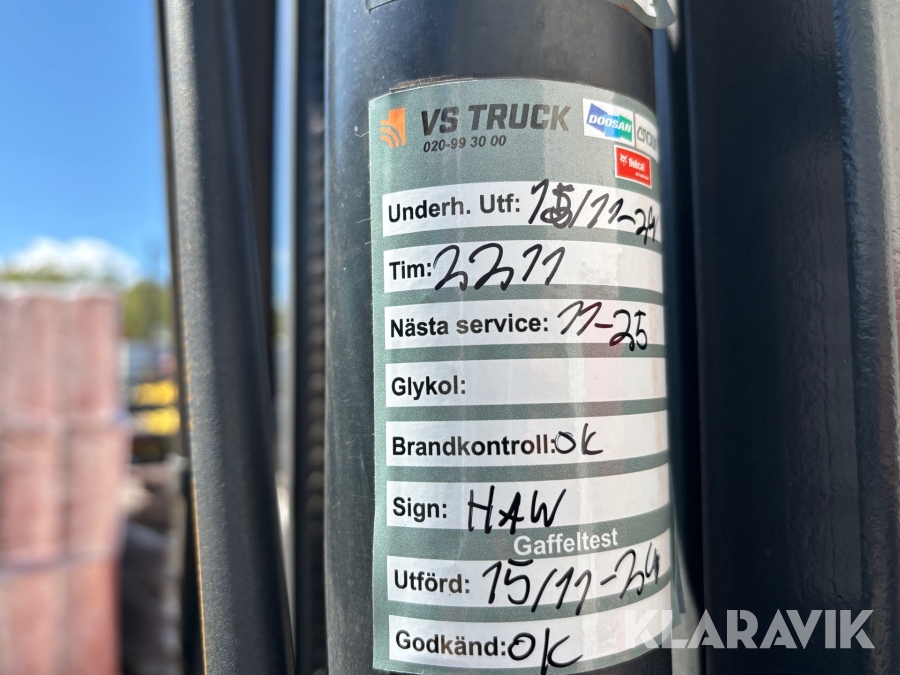 VS TRUCK
020-99 30 00
DOOSAN
Bobcat
Underh. Utf: 15/11-24
Tim: 2211
Nästa service: 11-25
Glykol:
Brandkontroll: OK
Sign: HAW
Gaffeltest
Utförd: 15/11-24
Godkänd: OK
KLARAVIK